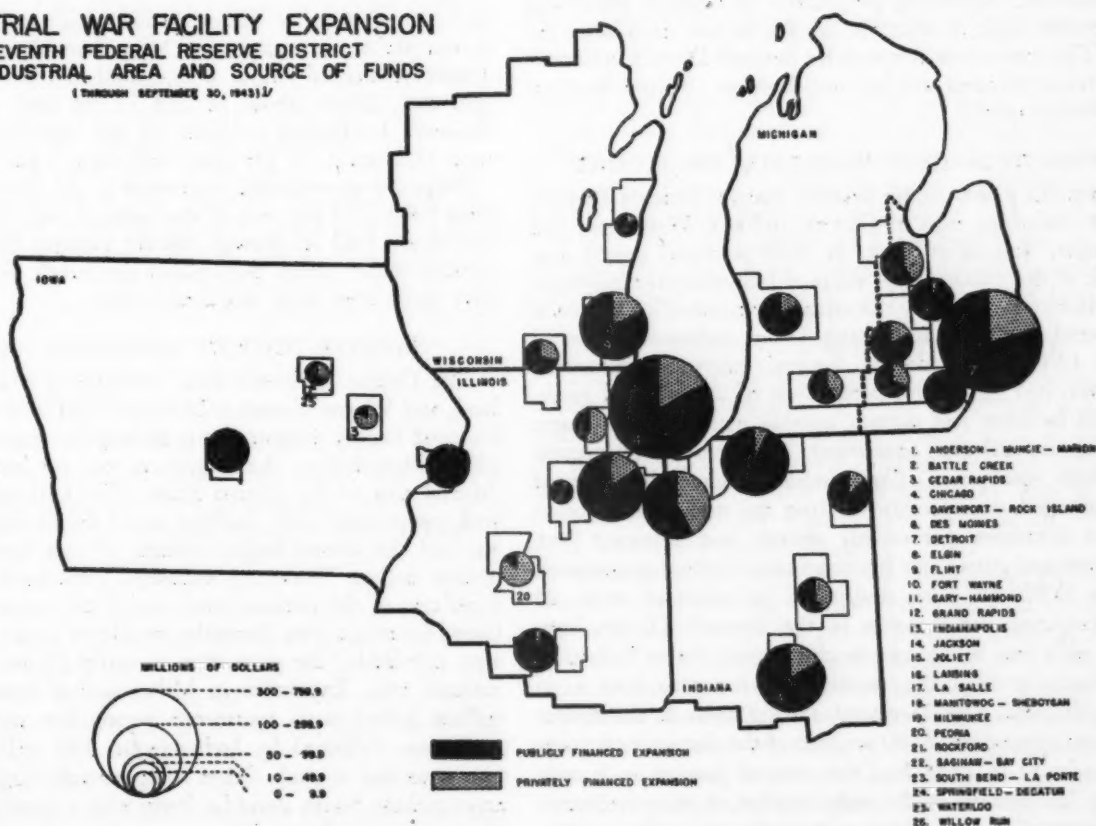 TRIAL WAR FACILITY EXPANSION
EVENTH FEDERAL RESERVE DISTRICT
DUSTRIAL AREA AND SOURCE OF FUNDS
(THROUGH SEPTEMBER 30, 1943) 1/
MICHIGAN
IOWA
WISCONSIN
ILLINOIS
7
3
20
INDIANA
MILLIONS OF DOLLARS
100 – 299.9
50 – 99.9
10 – 49.9
0 – 9.9
PUBLICLY FINANCED EXPANSION
PRIVATELY FINANCED EXPANSION
1. ANDERSON – MUNCIE – MARION
2. BATTLE CREEK
3. CEDAR RAPIDS
4. CHICAGO
5. DAVENPORT – ROCK ISLAND
6. DES MOINES
7. DETROIT
8. ELGIN
9. FLINT
10. FORT WAYNE
11. GARY – HAMMOND
12. GRAND RAPIDS
13. INDIANAPOLIS
14. JACKSON
15. JOLIET
16. LANSING
17. LA SALLE
18. MANITOWOC – SHEBOYGAN
19. MILWAUKEE
20. PEORIA
21. ROCKFORD
22. SAGINAW – BAY CITY
23. SOUTH BEND – LA PORTE
24. SPRINGFIELD – DECATUR
25. WATERLOO
26. WILLOW RUN